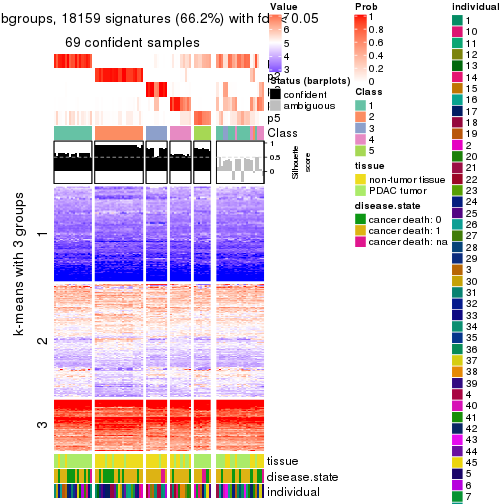 bgroups, 18159 signatures (66.2%) with fdr < 0.05
69 confident samples
p5
Class
1
0.5
0
Silhouette
score
k-means with 3 groups
1
2
3
tissue
disease.state
individual
Value
6
5
4
3
Status (barplots)
confident
ambiguous
Prob
1
0.8
0.6
0.4
0.2
0
Class
1
2
3
4
5
tissue
non-tumor tissue
PDAC tumor
disease.state
cancer death: 0
cancer death: 1
cancer death: na
individual
1
10
11
12
13
14
15
16
17
18
19
2
20
21
22
23
24
25
26
27
28
29
3
30
31
32
33
34
35
36
37
38
39
4
40
41
42
43
44
45
5
6
7